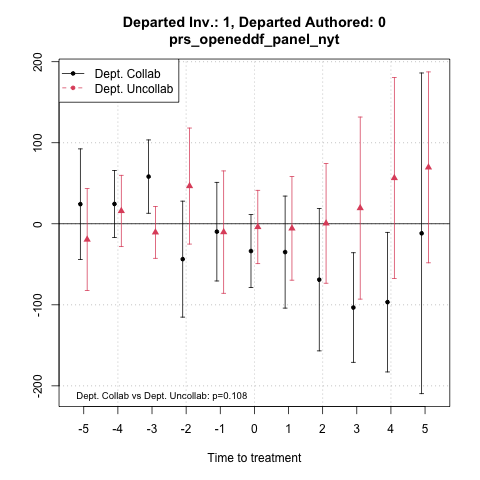 Departed Inv.: 1, Departed Authored: 0
prs_openeddf_panel_nyt
Dept. Collab
Dept. Uncollab
200
100
0
-100
-200
Dept. Collab vs Dept. Uncollab: p=0.108
-5 -4 -3 -2 -1 0 1 2 3 4 5
Time to treatment